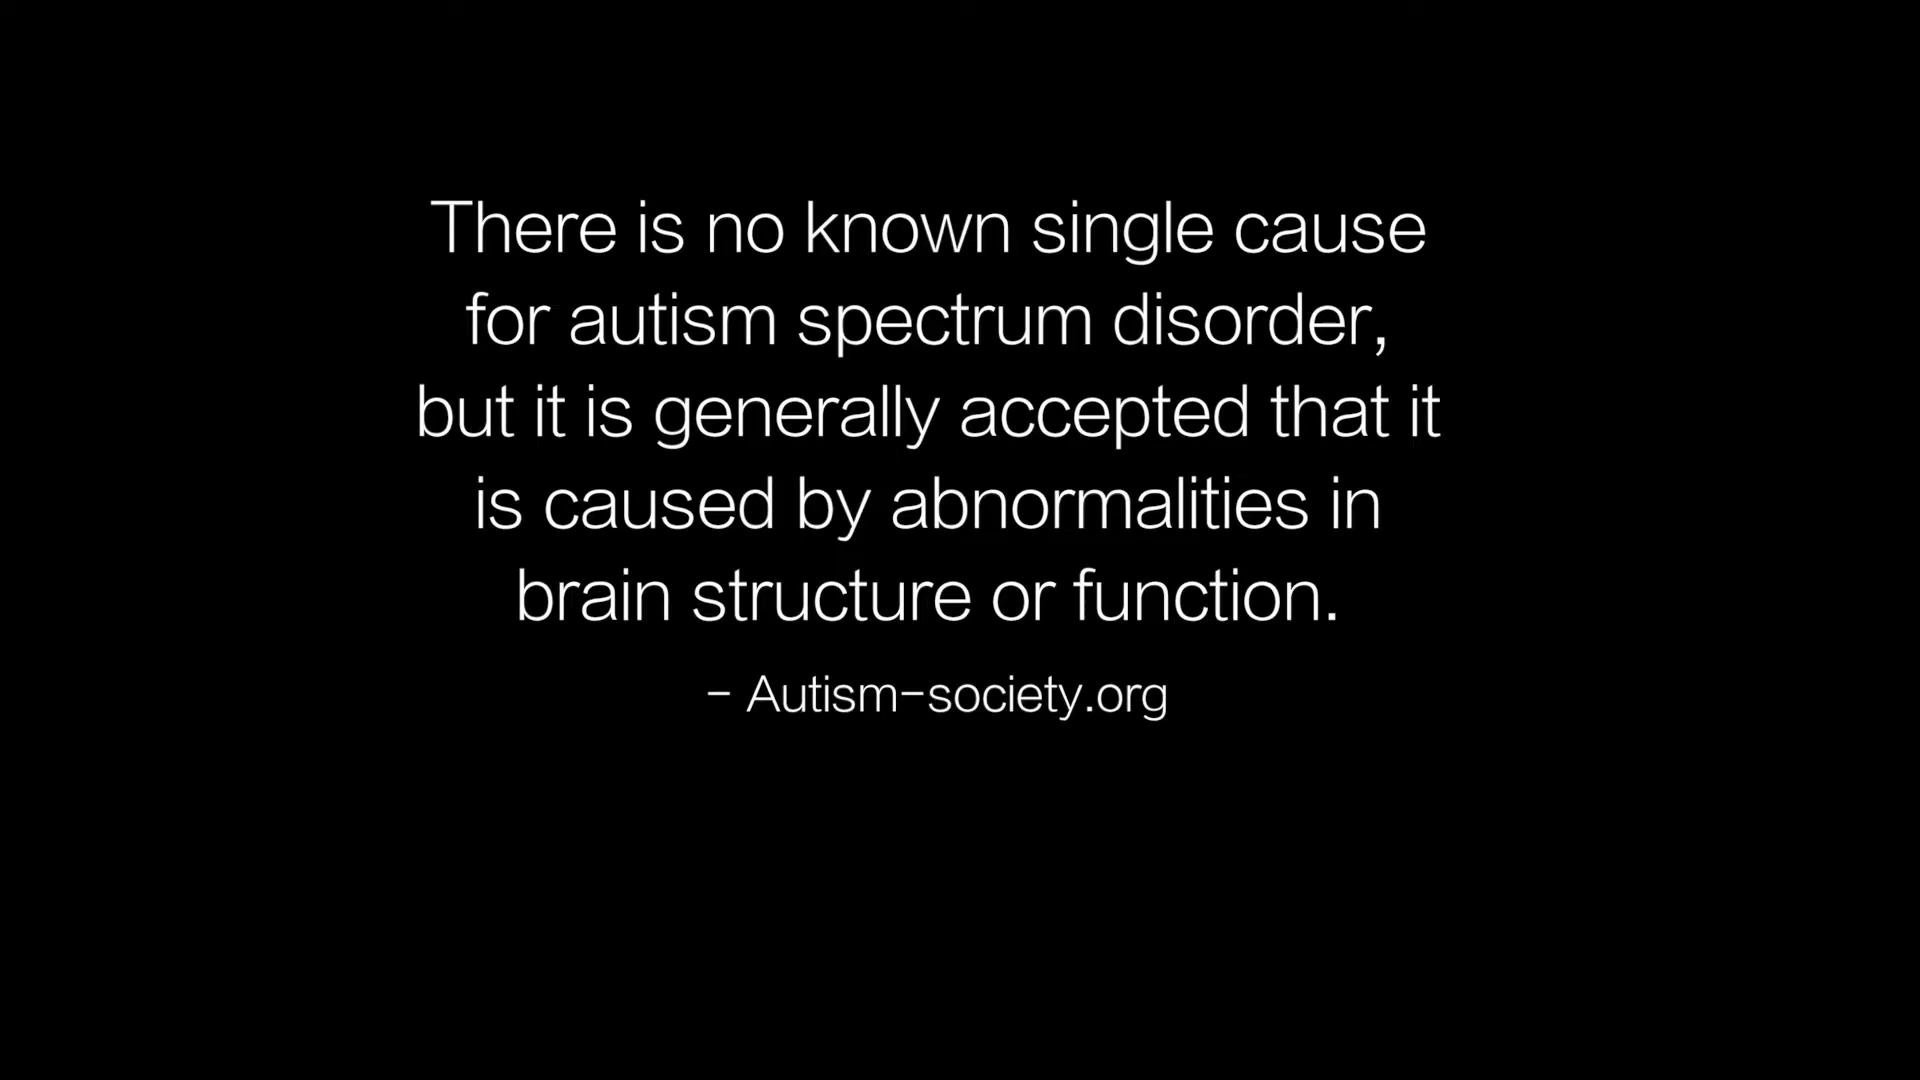 There is no known single cause
for autism spectrum disorder,
but it is generally accepted that it
is caused by abnormalities in
brain structure or function.
- Autism-society.org